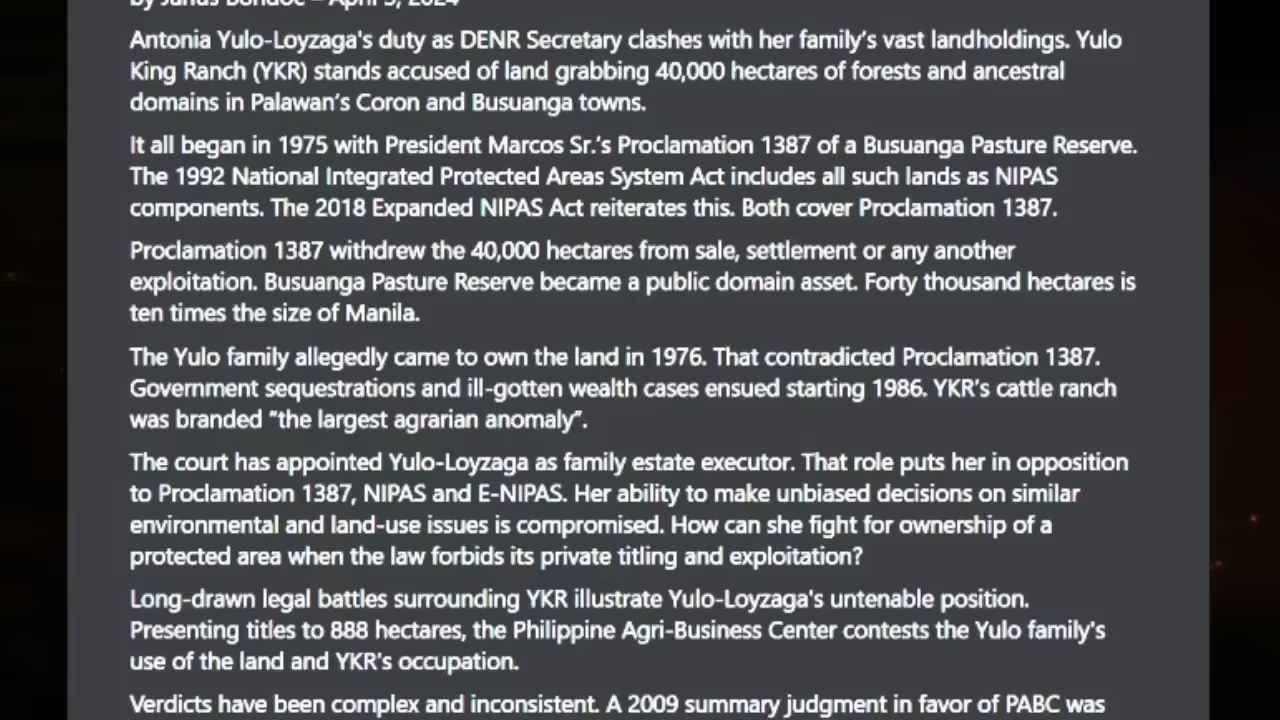 by Jarius Bondoc – April 5, 2024
Antonia Yulo-Loyzaga's duty as DENR Secretary clashes with her family's vast landholdings. Yulo
King Ranch (YKR) stands accused of land grabbing 40,000 hectares of forests and ancestral
domains in Palawan's Coron and Busuanga towns.
It all began in 1975 with President Marcos Sr.'s Proclamation 1387 of a Busuanga Pasture Reserve.
The 1992 National Integrated Protected Areas System Act includes all such lands as NIPAS
components. The 2018 Expanded NIPAS Act reiterates this. Both cover Proclamation 1387.
Proclamation 1387 withdrew the 40,000 hectares from sale, settlement or any another
exploitation. Busuanga Pasture Reserve became a public domain asset. Forty thousand hectares is
ten times the size of Manila.
The Yulo family allegedly came to own the land in 1976. That contradicted Proclamation 1387.
Government sequestrations and ill-gotten wealth cases ensued starting 1986. YKR's cattle ranch
was branded "the largest agrarian anomaly".
The court has appointed Yulo-Loyzaga as family estate executor. That role puts her in opposition
to Proclamation 1387, NIPAS and E-NIPAS. Her ability to make unbiased decisions on similar
environmental and land-use issues is compromised. How can she fight for ownership of a
protected area when the law forbids its private titling and exploitation?
Long-drawn legal battles surrounding YKR illustrate Yulo-Loyzaga's untenable position.
Presenting titles to 888 hectares, the Philippine Agri-Business Center contests the Yulo family's
use of the land and YKR's occupation.
Verdicts have been complex and inconsistent. A 2009 summary judgment in favor of PABC was